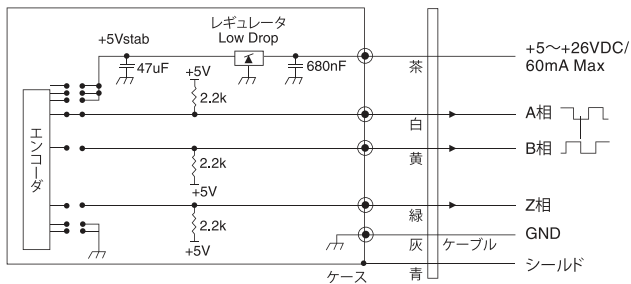 レギュレータ
Low Drop
+5Vstab
47uF
680nF
+5〜+26VDC/
60mA Max
茶
+5V
2.2k
A相
白
エンコーダ
B相
黄
2.2k
+5V
Z相
緑
2.2k
+5V
GND
灰
ケーブル
シールド
ケース
青